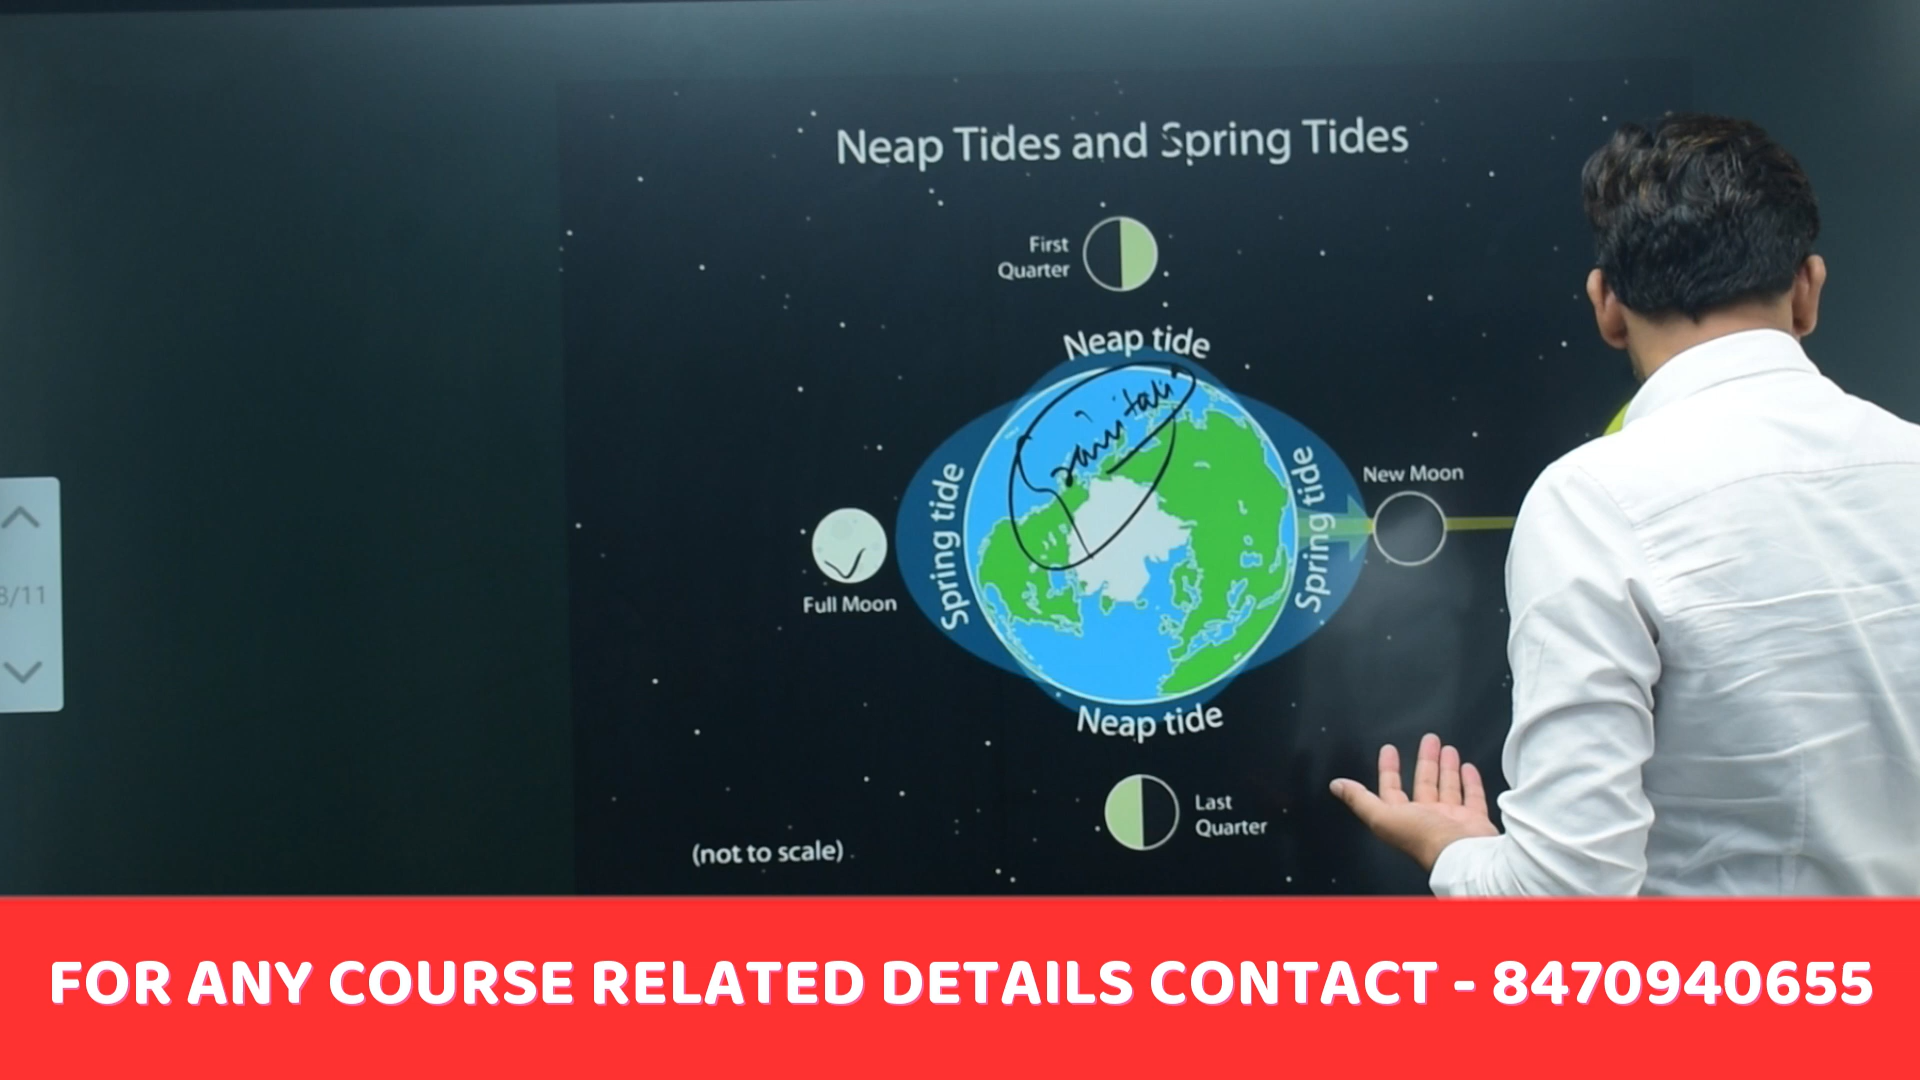 Neap Tides and Spring Tides
First
Quarter
Neap tide
Spring tide
Spring tide
New Moon
Full Moon
8/11
Neap tide
Last
Quarter
(not to scale)
FOR ANY COURSE RELATED DETAILS CONTACT - 8470940655